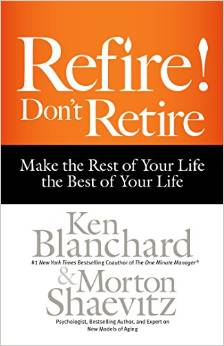 Refire!
Don't Retire
Make the Rest of Your Life
the Best of Your Life
Ken
Blanchard
#1 New York Times Bestselling Coauthor of The One Minute Manager®
& Morton
Shaevitz
Psychologist, Bestselling Author, and Expert on
New Models of Aging